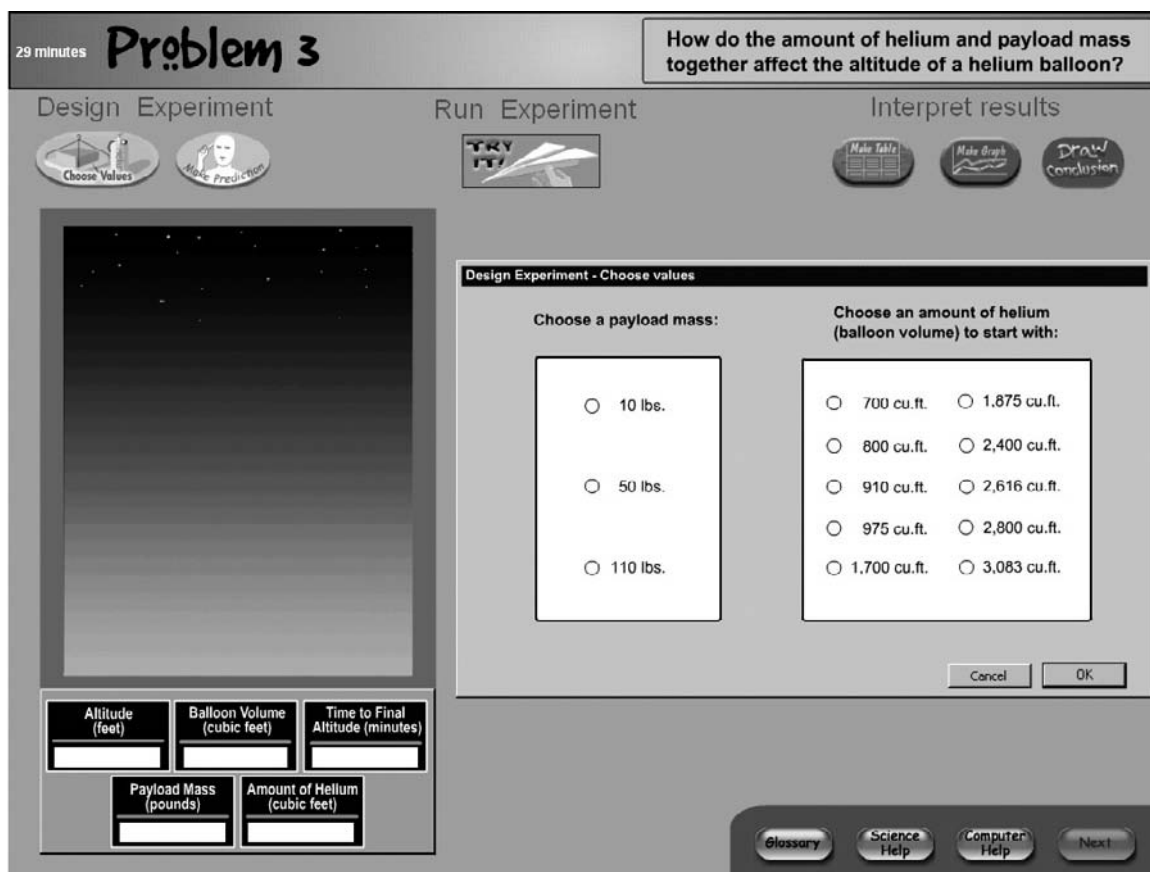 29 minutes
Problem 3
How do the amount of helium and payload mass
together affect the altitude of a helium balloon?
Design Experiment
Run Experiment
Interpret results
Choose Values
Make Prediction
TRY
IT!
Make Table
Make Graph
Draw
Conclusion
Design Experiment - Choose values
Choose a payload mass:
10 lbs.
50 lbs.
110 lbs.
Choose an amount of helium
(balloon volume) to start with:
700 cu.ft.
1,875 cu.ft.
800 cu.ft.
2,400 cu.ft.
910 cu.ft.
2,616 cu.ft.
975 cu.ft.
2,800 cu.ft.
1,700 cu.ft.
3,083 cu.ft.
Cancel
OK
Altitude
(feet)
Balloon Volume
(cubic feet)
Time to Final
Altitude (minutes)
Payload Mass
(pounds)
Amount of Helium
(cubic feet)
Glossary
Science
Help
Computer
Help
Next